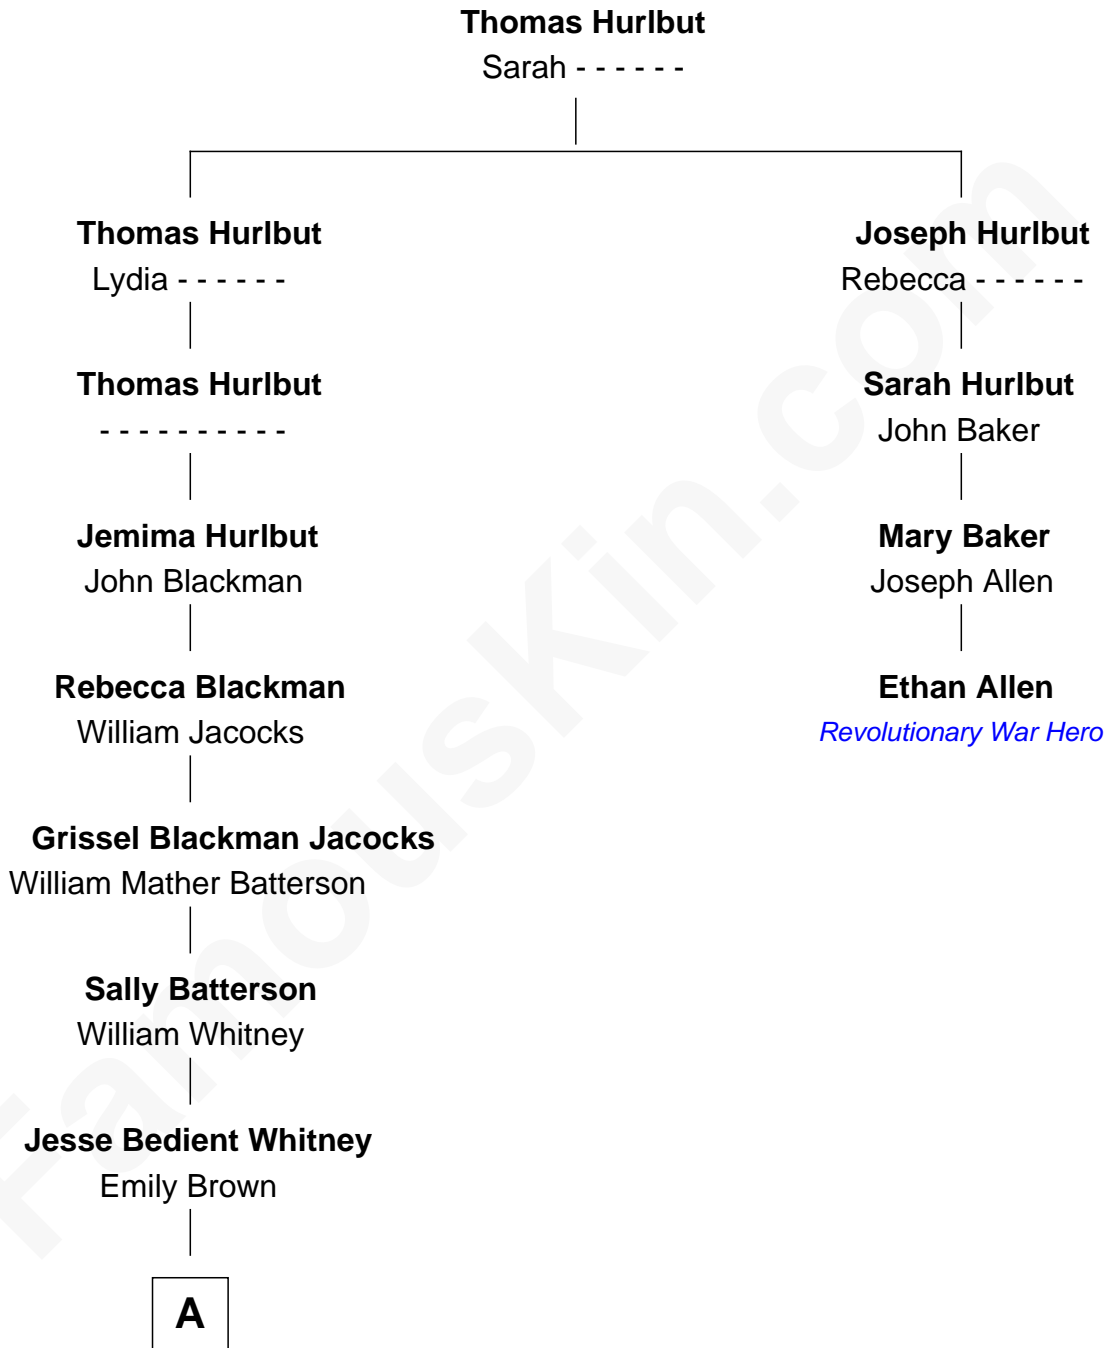 Thomas Hurlbut
Sarah - - - - - -
Thomas Hurlbut
Lydia - - - - - -
Thomas Hurlbut
- - - - - - - - - -
Jemima Hurlbut
John Blackman
Rebecca Blackman
William Jacocks
Grissel Blackman Jacocks
William Mather Batterson
Sally Batterson
William Whitney
Jesse Bedient Whitney
Emily Brown
A
Joseph Hurlbut
Rebecca - - - - - -
Sarah Hurlbut
John Baker
Mary Baker
Joseph Allen
Ethan Allen
Revolutionary War Hero
FamousKin.com